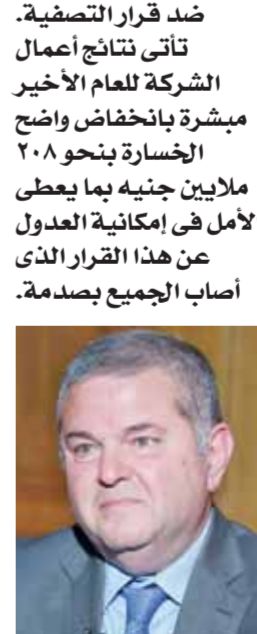 ضد قرار التصفية.
تأتى نتائج أعمال
الشركة للعام الأخير
مبشرة بانخفاض واضح
الخسارة بنحو ٢٠٨
ملايين جنيه بما يعطى
لأمل فى إمكانية العدول
عن هذا القرار الذى
أصاب الجميع بصدمة.